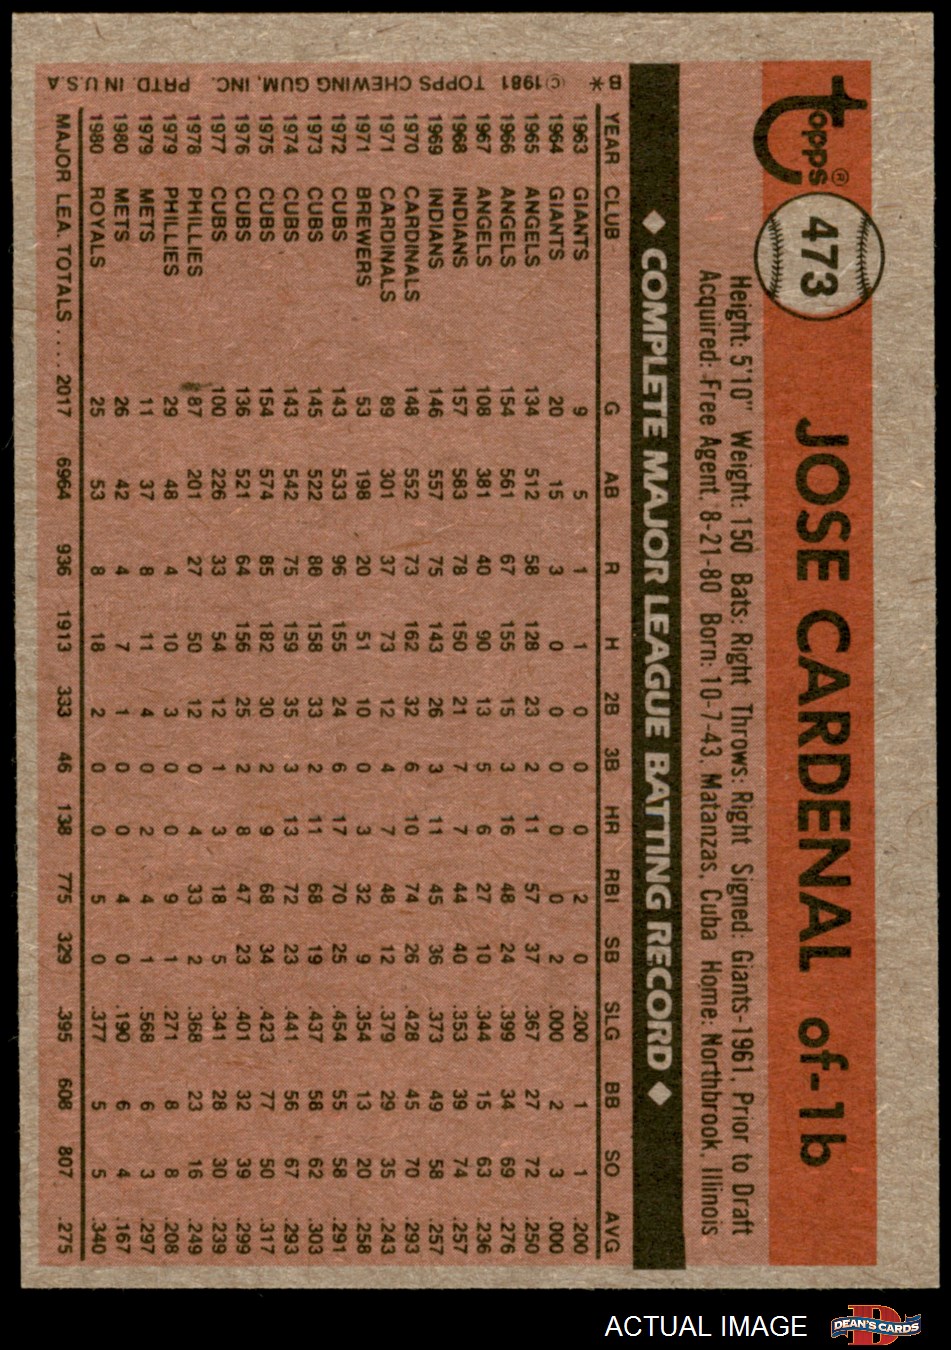 Topps®
473 JOSE CARDENAL of-1b
Height: 5'10" Weight: 150 Bats: Right Throws: Right Signed: Giants-1961, Prior to Draft
Acquired: Free Agent, 8-21-80 Born: 10-7-43, Matanzas, Cuba Home: Northbrook, Illinois
◆ COMPLETE MAJOR LEAGUE BATTING RECORD ◆
YEAR CLUB G AB R H 2B 3B HR RBI SB SLG BB SO AVG
1963 GIANTS 9 5 1 1 0 0 0 2 0 .200 1 1 .200
1964 GIANTS 20 15 3 0 0 0 0 0 2 .000 2 3 .000
1965 ANGELS 134 512 58 128 23 2 11 57 37 .367 27 72 .250
1966 ANGELS 154 561 67 155 15 3 16 48 24 .399 34 69 .276
1967 ANGELS 108 381 40 90 13 5 6 27 10 .344 15 63 .236
1968 INDIANS 157 583 78 150 21 7 7 44 40 .353 39 74 .257
1969 INDIANS 146 557 75 143 26 3 11 45 36 .373 49 58 .257
1970 CARDINALS 148 552 73 162 32 6 10 74 26 .428 45 70 .293
1971 CARDINALS 89 301 37 73 12 4 7 48 12 .379 29 35 .243
1971 BREWERS 53 198 20 51 10 0 3 32 9 .354 13 20 .258
1972 CUBS 143 533 96 155 24 6 17 70 25 .454 55 58 .291
1973 CUBS 145 522 80 158 33 2 11 68 19 .437 58 62 .303
1974 CUBS 143 542 75 159 35 3 13 72 23 .441 56 67 .293
1975 CUBS 154 574 85 182 30 2 9 68 34 .423 77 50 .317
1976 CUBS 136 521 64 156 25 2 8 47 23 .401 32 39 .299
1977 CUBS 100 226 33 54 12 1 3 18 5 .341 28 30 .239
1978 PHILLIES 87 201 27 50 12 0 4 33 2 .368 23 16 .249
1979 PHILLIES 29 48 4 10 3 0 0 9 1 .271 8 8 .208
1979 METS 11 37 8 11 4 0 2 4 1 .568 6 3 .297
1980 METS 26 42 4 7 1 0 0 4 0 .190 6 4 .167
1980 ROYALS 25 53 8 18 2 0 0 5 0 .377 5 5 .340
MAJOR LEA. TOTALS .... 2017 6964 936 1913 333 46 138 775 329 .395 608 807 .275
B* © 1981 TOPPS CHEWING GUM, INC. PRTD. IN U.S.A
ACTUAL IMAGE
D
DEAN'S CARDS